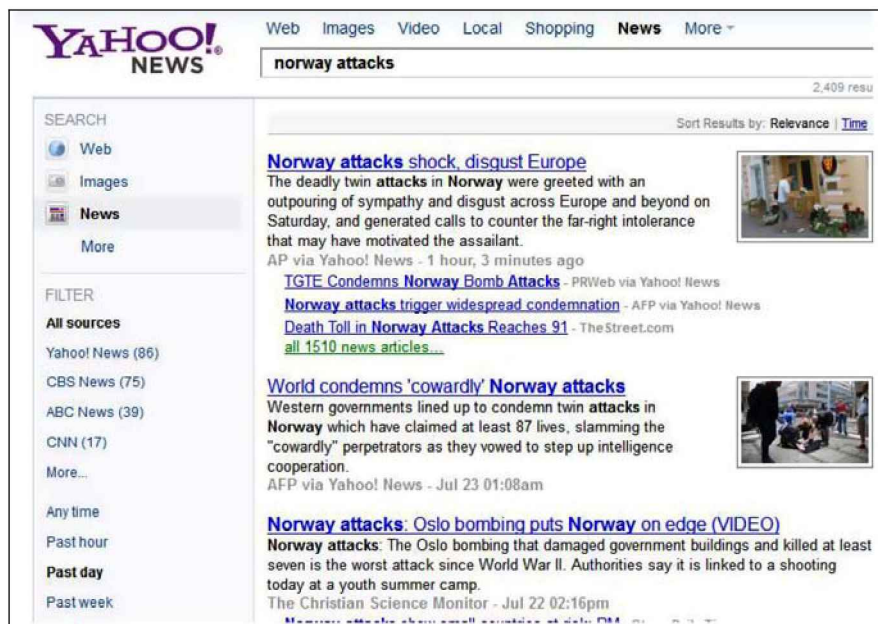 Web Images Video Local Shopping News More
YAHOO!®
NEWS
norway attacks
2,409 resu
SEARCH
Web
Images
News
More
FILTER
All sources
Yahoo! News (86)
CBS News (75)
ABC News (39)
CNN (17)
More...
Any time
Past hour
Past day
Past week
Sort Results by: Relevance | Time
Norway attacks shock, disgust Europe
The deadly twin attacks in Norway were greeted with an
outpouring of sympathy and disgust across Europe and beyond on
Saturday, and generated calls to counter the far-right intolerance
that may have motivated the assailant.
AP via Yahoo! News - 1 hour, 3 minutes ago
TGTE Condemns Norway Bomb Attacks - PRWeb via Yahoo! News
Norway attacks trigger widespread condemnation - AFP via Yahoo! News
Death Toll in Norway Attacks Reaches 91 - TheStreet.com
all 1510 news articles...
World condemns 'cowardly' Norway attacks
Western governments lined up to condemn twin attacks in
Norway which have claimed at least 87 lives, slamming the
"cowardly" perpetrators as they vowed to step up intelligence
cooperation.
AFP via Yahoo! News - Jul 23 01:08am
Norway attacks: Oslo bombing puts Norway on edge (VIDEO)
Norway attacks: The Oslo bombing that damaged government buildings and killed at least
seven is the worst attack since World War II. Authorities say it is linked to a shooting
today at a youth summer camp.
The Christian Science Monitor - Jul 22 02:16pm
Norway attacks show small countries at risk: PM